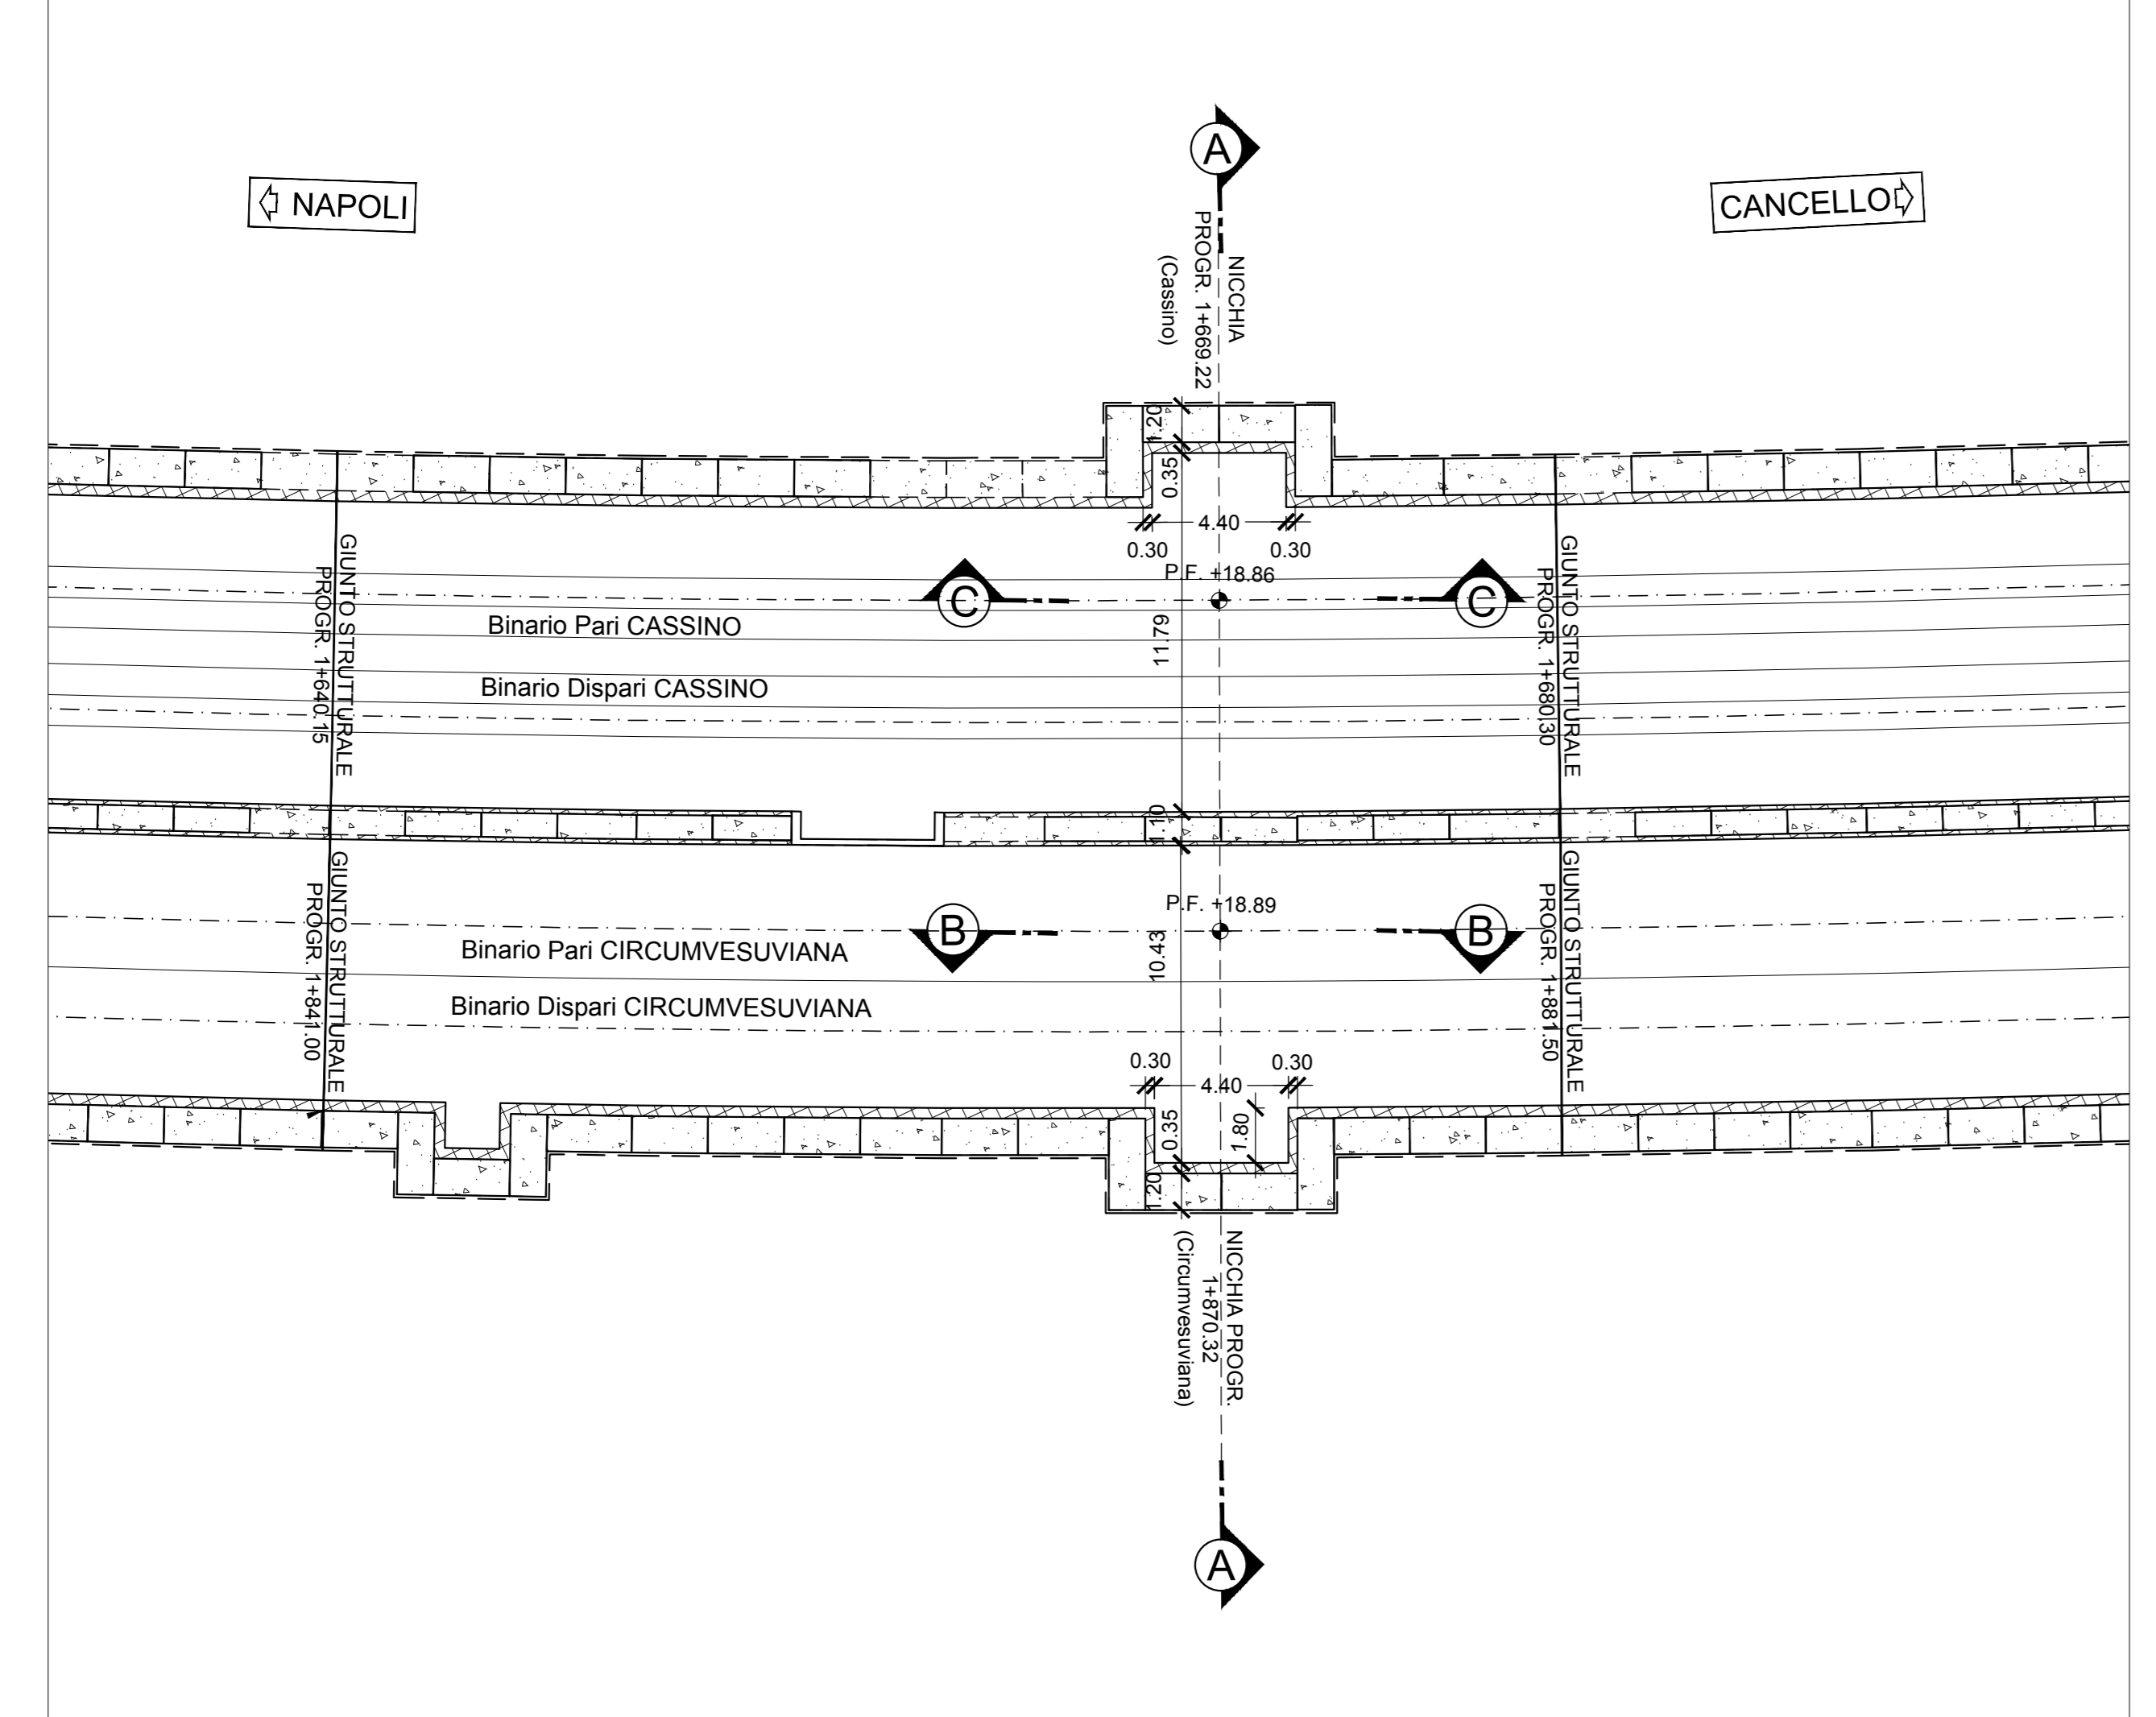 A
NAPOLI
CANCELLO
NICCHIA
PROGR. 1+669.22
(Cassino)
1.20
0.35
4.40
0.30
0.30
P.F. +18.86
GIUNTO STRUTTURALE
PROGR. 1+640.15
C
C
GIUNTO STRUTTURALE
PROGR. 1+680.30
Binario Pari CASSINO
11.79
Binario Dispari CASSINO
1.10
GIUNTO STRUTTURALE
PROGR. 1+841.00
P.F. +18.89
B
B
GIUNTO STRUTTURALE
PROGR. 1+881.50
Binario Pari CIRCUMVESUVIANA
10.43
Binario Dispari CIRCUMVESUVIANA
0.30
0.30
4.40
0.35
1.80
1.20
NICCHIA PROGR.
1+870.32
(Circumvesuviana)
A